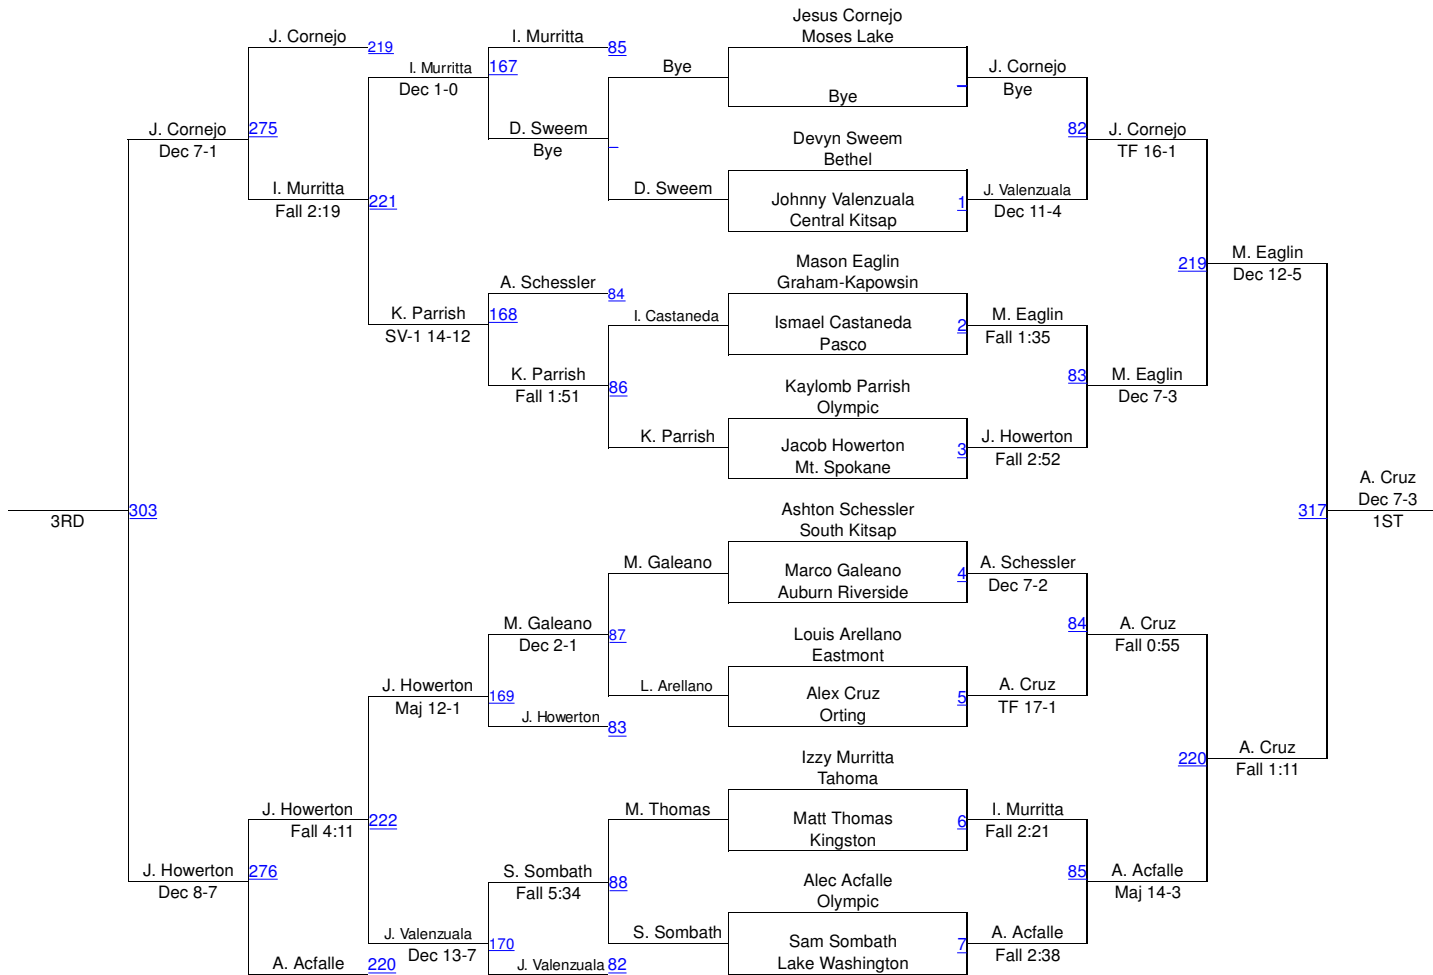 Jesus Cornejo
J. Cornejo
I. Murritta
Moses Lake
219
85
I. Murritta
167
Bye
J. Cornejo
Dec 1-0
Bye
Bye
J. Cornejo
275
D. Sweem
82
J. Cornejo
Dec 7-1
Bye
Devyn Sweem
TF 16-1
Bethel
I. Murritta
D. Sweem
J. Valenzuala
Fall 2:19
221
Johnny Valenzuala
1
Dec 11-4
Central Kitsap
M. Eaglin
Mason Eaglin
219
Dec 12-5
A. Schessler
Graham-Kapowsin
84
K. Parrish
168
I. Castaneda
Ismael Castaneda
2
M. Eaglin
SV-1 14-12
Pasco
Fall 1:35
K. Parrish
83
M. Eaglin
Fall 1:51
86
Kaylomb Parrish
Dec 7-3
Olympic
K. Parrish
Jacob Howerton
3
J. Howerton
Mt. Spokane
Fall 2:52
A. Cruz
303
Ashton Schessler
317
Dec 7-3
3RD
South Kitsap
1ST
M. Galeano
Marco Galeano
4
A. Schessler
Auburn Riverside
Dec 7-2
M. Galeano
87
84
A. Cruz
Dec 2-1
Louis Arellano
Fall 0:55
Eastmont
J. Howerton
169
L. Arellano
Alex Cruz
5
A. Cruz
Maj 12-1
J. Howerton
83
Orting
TF 17-1
Izzy Murritta
220
A. Cruz
Tahoma
Fall 1:11
J. Howerton
M. Thomas
I. Murritta
Fall 4:11
222
Matt Thomas
6
Fall 2:21
Kingston
J. Howerton
276
S. Sombath
88
85
A. Acfalle
Dec 8-7
Fall 5:34
Alec Acfalle
Maj 14-3
Olympic
J. Valenzuala
170
S. Sombath
Sam Sombath
7
A. Acfalle
Dec 13-7
Lake Washington
Fall 2:38
A. Acfalle
220
J. Valenzuala
82